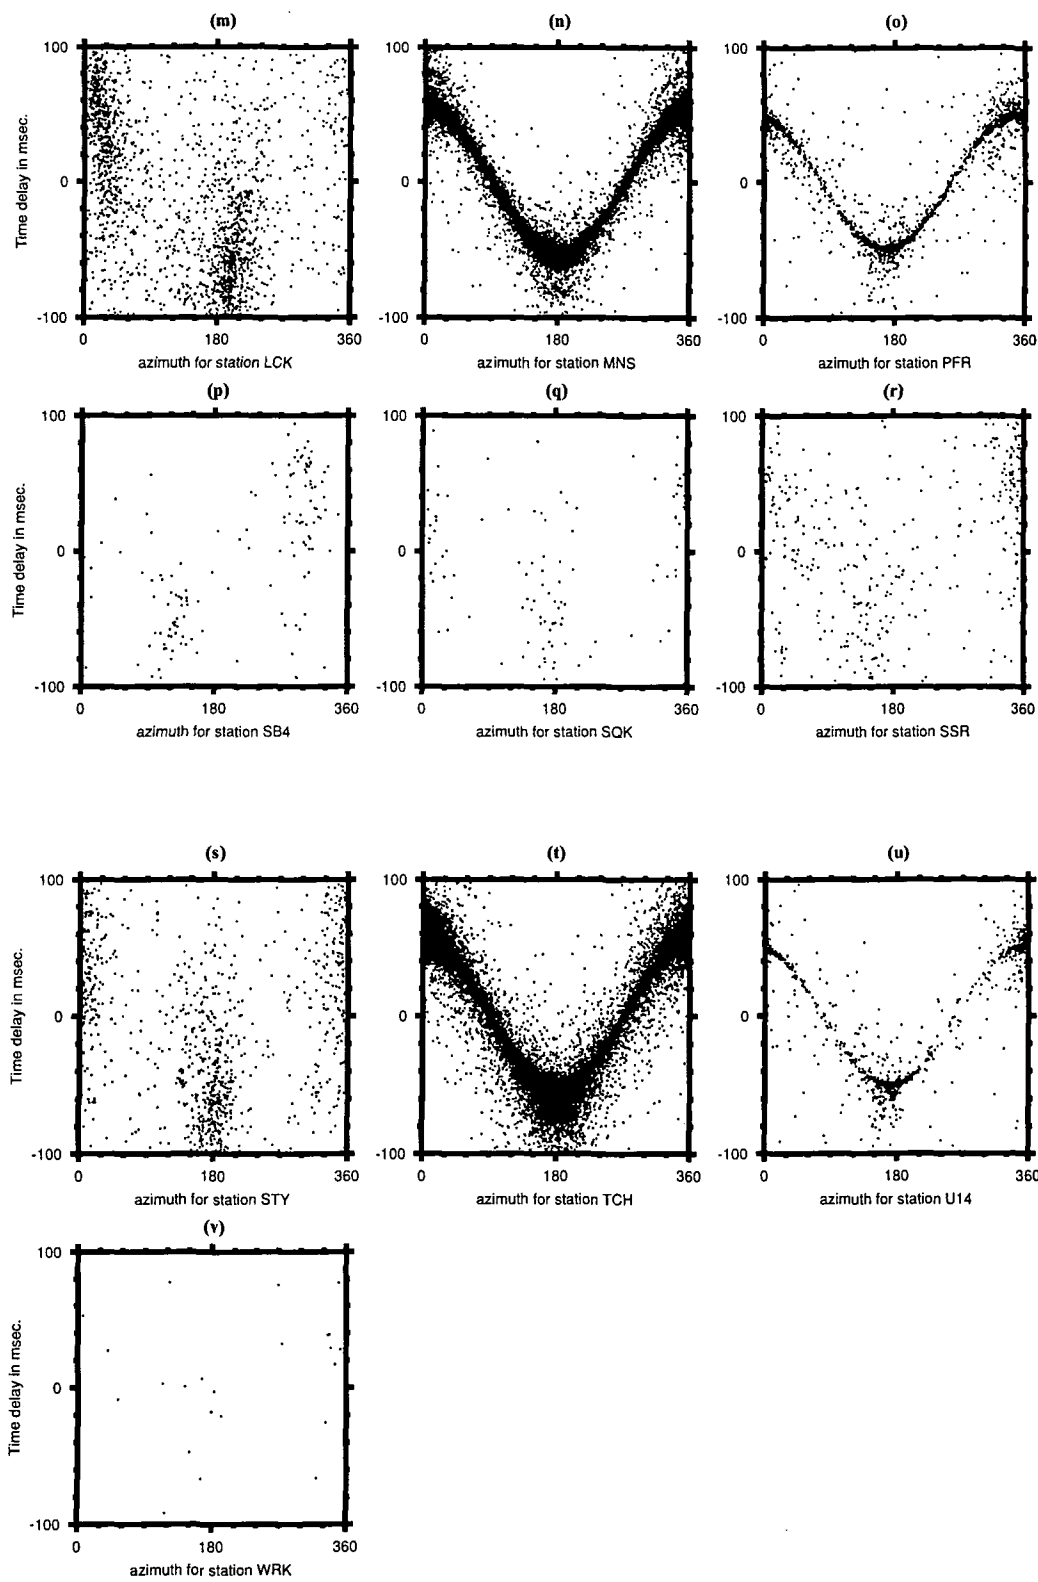 (m) (n) (o)
100 100 100
Time delay in msec.
0 0 0
-100 -100 -100
0 180 360 0 180 360 0 180 360
azimuth for station LCK azimuth for station MNS azimuth for station PFR
(p) (q) (r)
100 100 100
Time delay in msec.
0 0 0
-100 -100 -100
0 180 360 0 180 360 0 180 360
azimuth for station SB4 azimuth for station SQK azimuth for station SSR
(s) (t) (u)
100 100 100
Time delay in msec.
0 0 0
-100 -100 -100
0 180 360 0 180 360 0 180 360
azimuth for station STY azimuth for station TCH azimuth for station U14
(v)
100
Time delay in msec.
0
-100
0 180 360
azimuth for station WRK